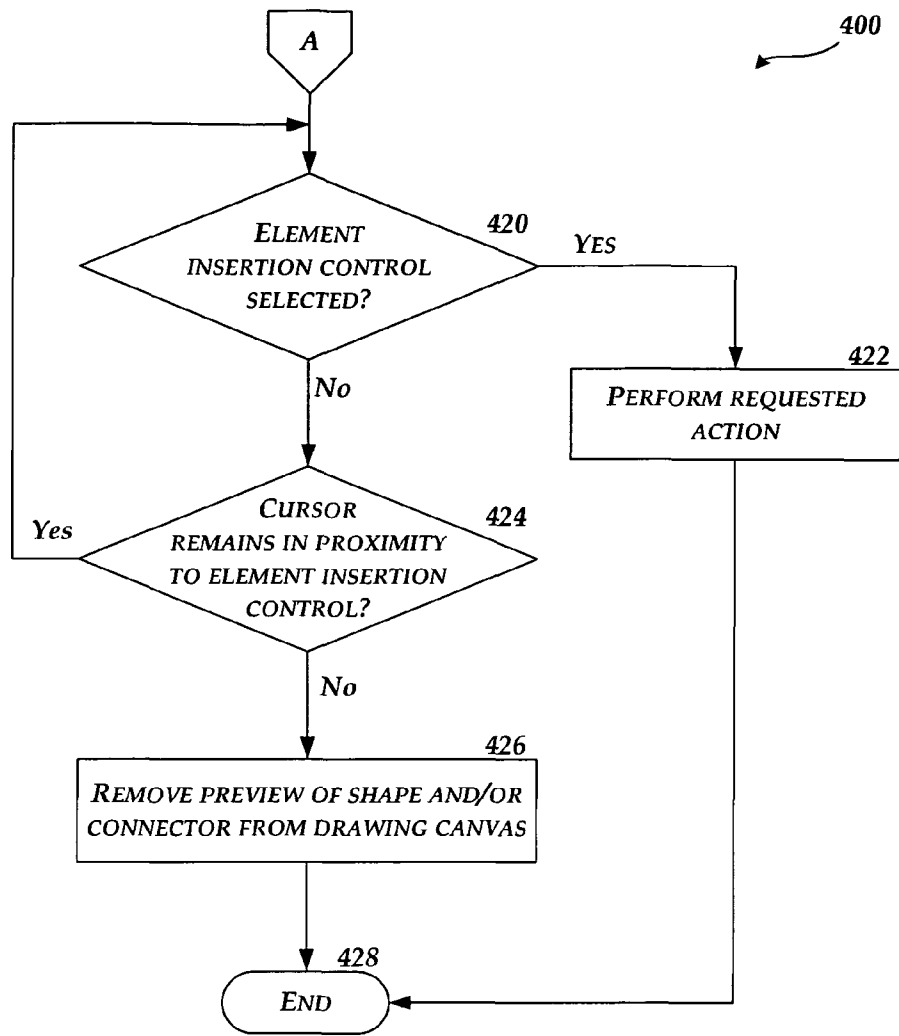 A
400
420
ELEMENT
INSERTION CONTROL
SELECTED?
YES
422
PERFORM REQUESTED
ACTION
No
424
CURSOR
REMAINS IN PROXIMITY
TO ELEMENT INSERTION
CONTROL?
Yes
No
426
REMOVE PREVIEW OF SHAPE AND/OR
CONNECTOR FROM DRAWING CANVAS
428
END